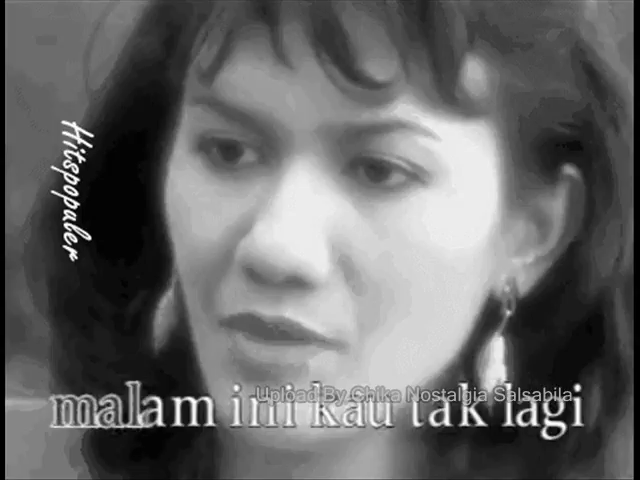 Hitspopuler
Upload By Chika Nostalgia Salsabila
malam ini kau tak lagi